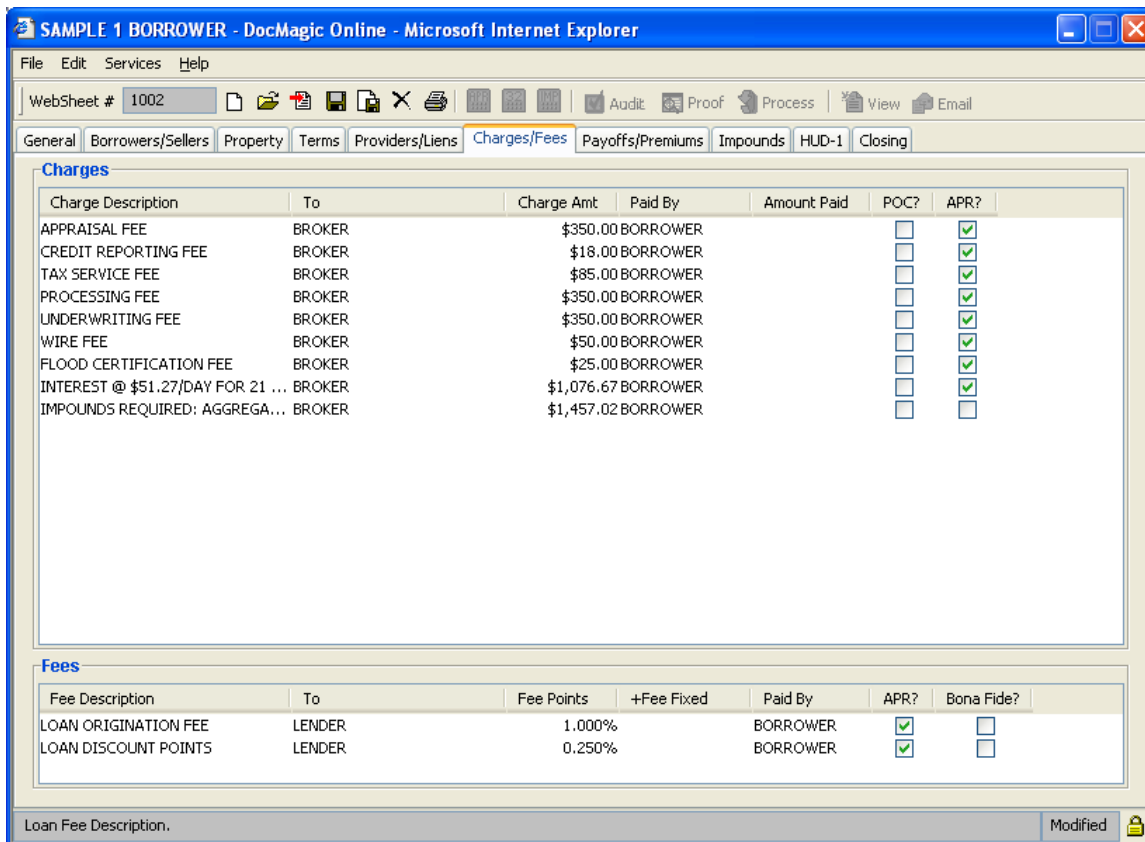 SAMPLE 1 BORROWER - DocMagic Online - Microsoft Internet Explorer
File Edit Services Help
WebSheet # 1002 Audit Proof Process View Email
General Borrowers/Sellers Property Terms Providers/Liens Charges/Fees Payoffs/Premiums Impounds HUD-1 Closing
Charges
Charge Description To Charge Amt Paid By Amount Paid POC? APR?
APPRAISAL FEE BROKER $350.00 BORROWER
CREDIT REPORTING FEE BROKER $18.00 BORROWER
TAX SERVICE FEE BROKER $85.00 BORROWER
PROCESSING FEE BROKER $350.00 BORROWER
UNDERWRITING FEE BROKER $350.00 BORROWER
WIRE FEE BROKER $50.00 BORROWER
FLOOD CERTIFICATION FEE BROKER $25.00 BORROWER
INTEREST @ $51.27/DAY FOR 21 ... BROKER $1,076.67 BORROWER
IMPOUNDS REQUIRED: AGGREGA... BROKER $1,457.02 BORROWER
Fees
Fee Description To Fee Points +Fee Fixed Paid By APR? Bona Fide?
LOAN ORIGINATION FEE LENDER 1.000% BORROWER
LOAN DISCOUNT POINTS LENDER 0.250% BORROWER
Loan Fee Description. Modified